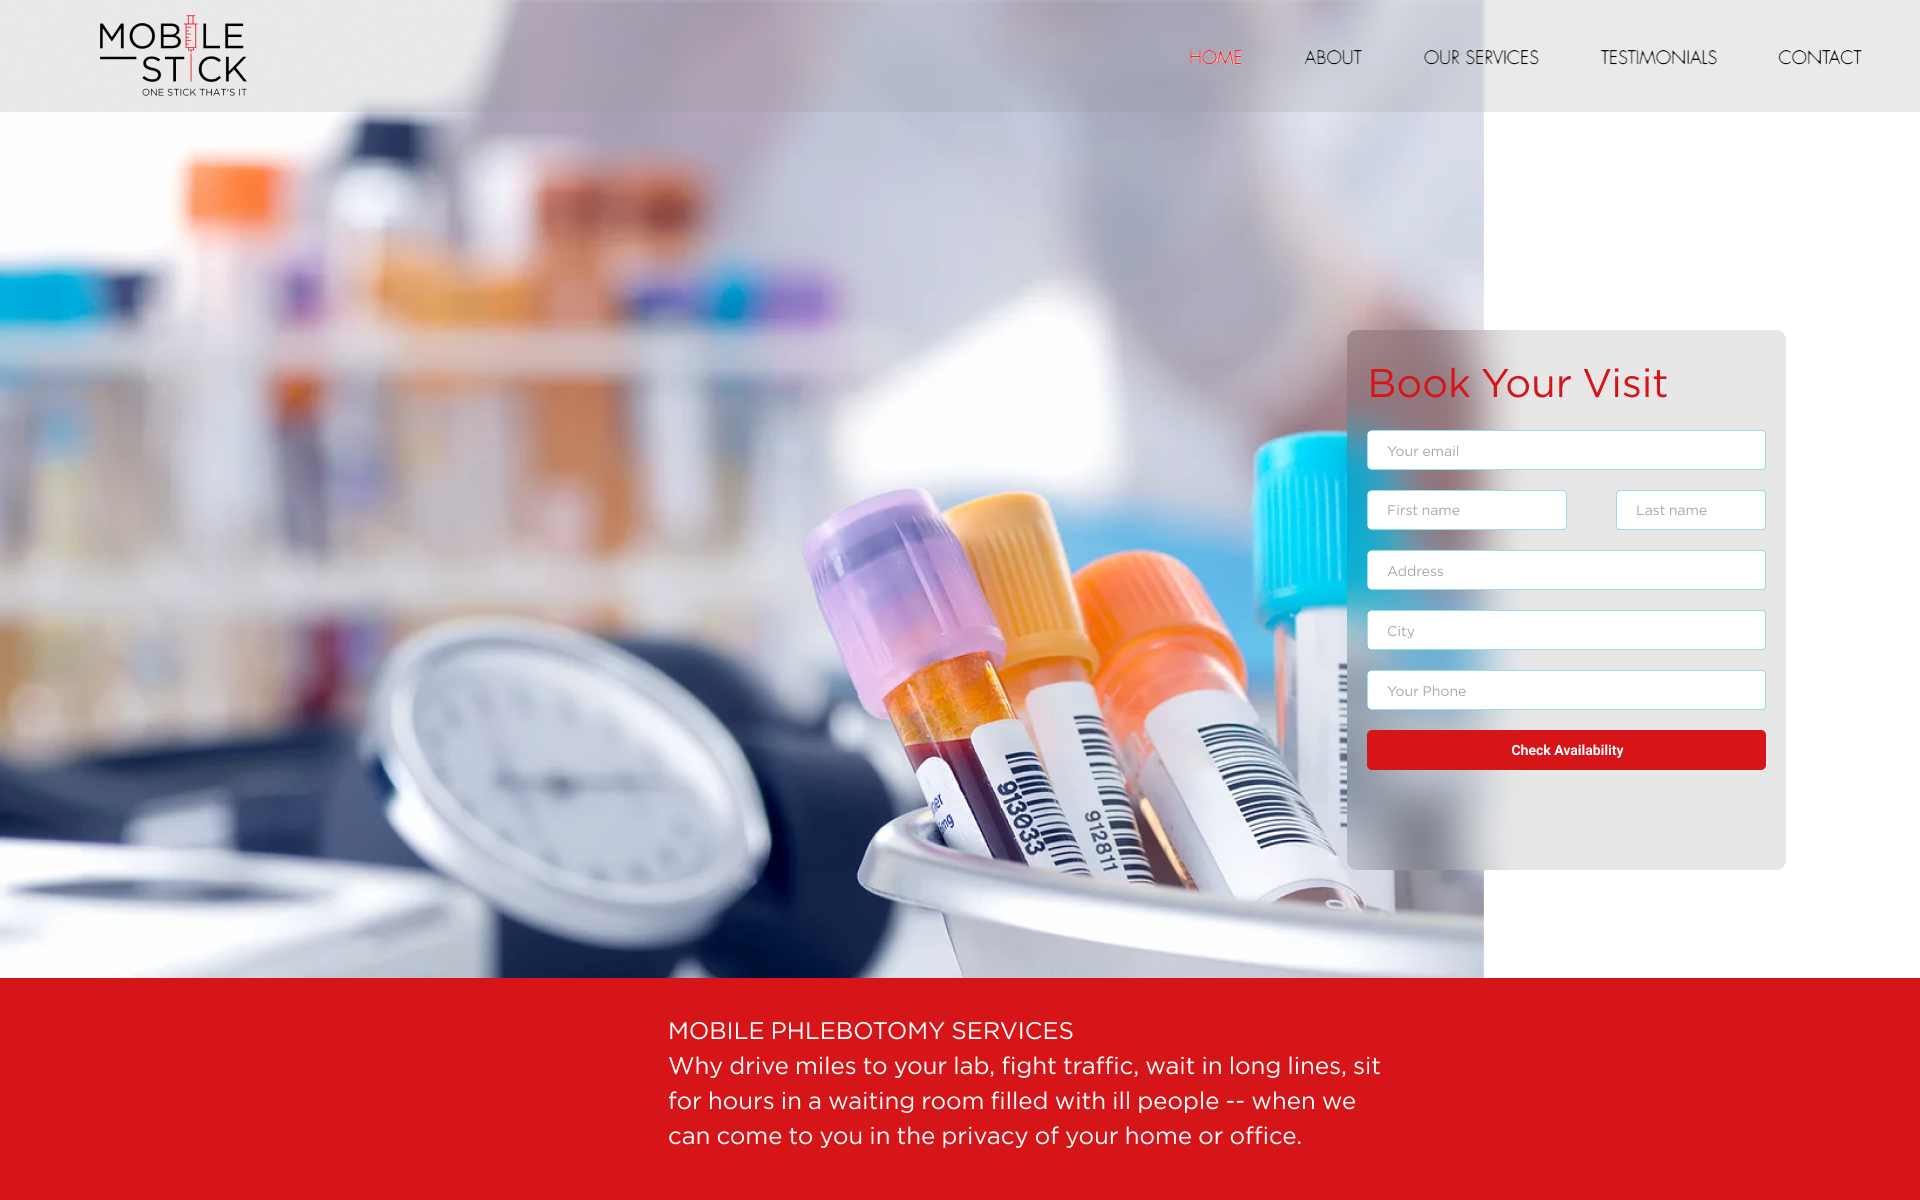 MOBILE
STICK
ONE STICK THAT'S IT
HOME ABOUT OUR SERVICES TESTIMONIALS CONTACT
Book Your Visit
Your email
First name Last name
Address
City
Your Phone
Check Availability
913033
912811
MOBILE PHLEBOTOMY SERVICES
Why drive miles to your lab, fight traffic, wait in long lines, sit
for hours in a waiting room filled with ill people -- when we
can come to you in the privacy of your home or office.